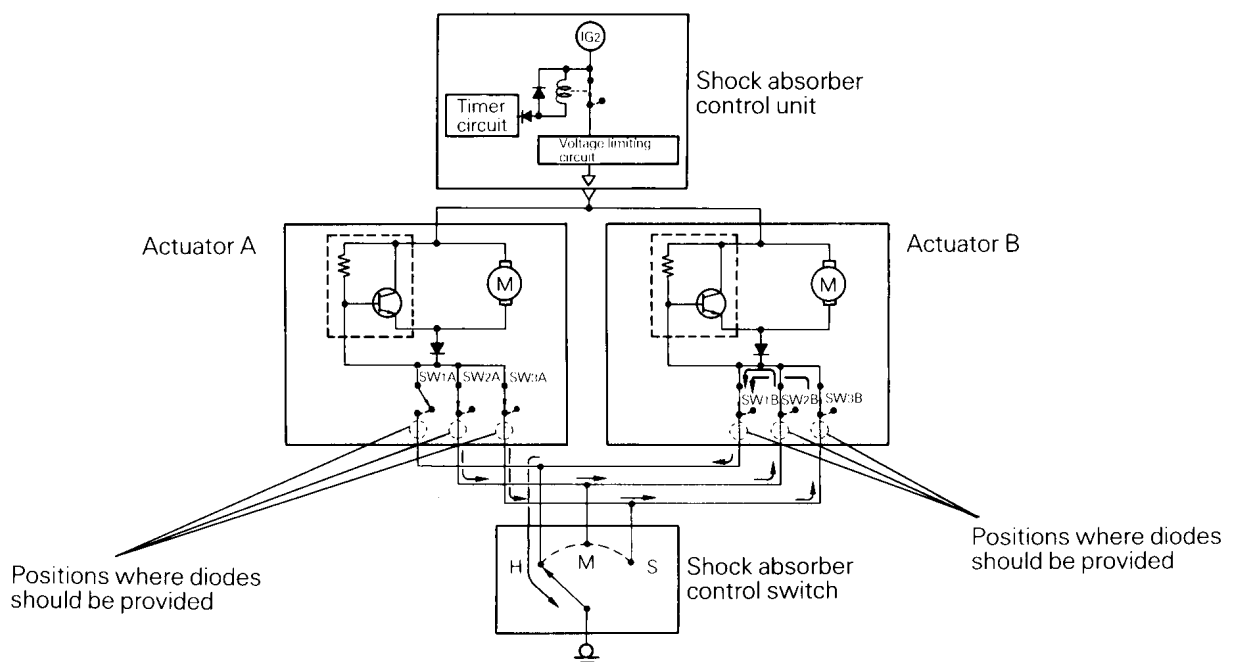 IG2
Shock absorber
control unit
Timer
circuit
Voltage limiting
circuit
Actuator A
Actuator B
M
M
SW1A SW2A SW3A
SW1B SW2B SW3B
Positions where diodes
should be provided
Positions where diodes
should be provided
H M S
Shock absorber
control switch